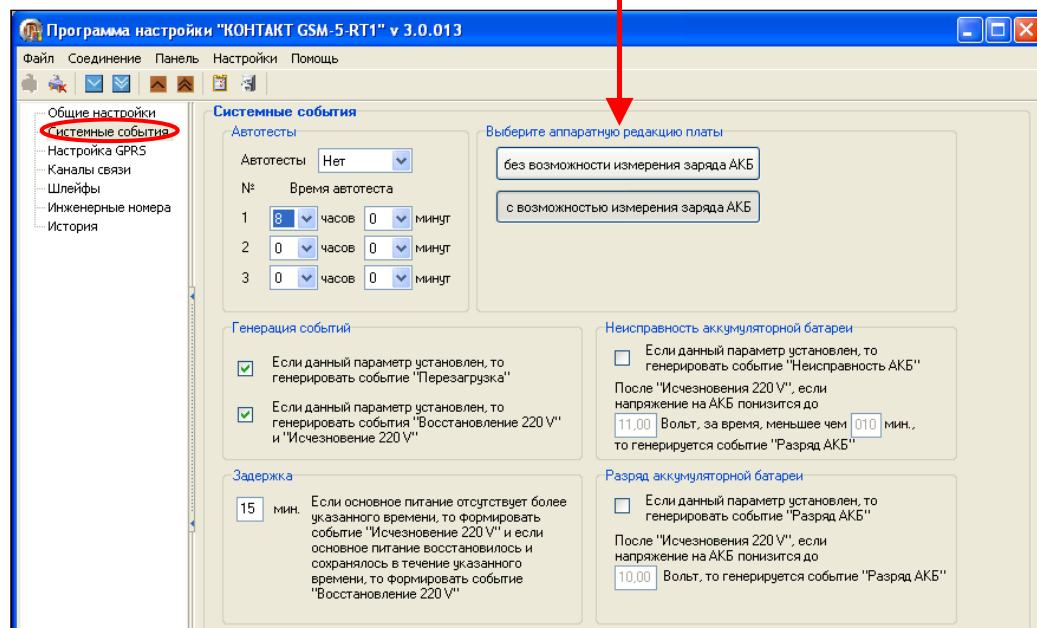 Программа настройки "КОНТАКТ GSM-5-RT1" v 3.0.013
Файл Соединение Панель Настройки Помощь
Общие настройки
Системные события
Настройка GPRS
Каналы связи
Шлейфы
Инженерные номера
История
Системные события
Автотесты
Автотесты Нет
№ Время автотеста
1 8 часов 0 минут
2 0 часов 0 минут
3 0 часов 0 минут
Выберите аппаратную редакцию платы
без возможности измерения заряда АКБ
с возможностью измерения заряда АКБ
Генерация событий
Если данный параметр установлен, то
генерировать событие "Перезагрузка"
Если данный параметр установлен, то
генерировать события "Восстановление 220 V"
и "Исчезновение 220 V"
Неисправность аккумуляторной батареи
Если данный параметр установлен, то
генерировать событие "Неисправность АКБ"
После "Исчезновения 220 V", если
напряжение на АКБ понизится до
11,00 Вольт, за время, меньшее чем 010 мин.,
то генерируется событие "Разряд АКБ"
Задержка
15 мин. Если основное питание отсутствует более
указанного времени, то формировать
событие "Исчезновение 220 V" и если
основное питание восстановилось и
сохранялось в течение указанного
времени, то формировать событие
"Восстановление 220 V"
Разряд аккумуляторной батареи
Если данный параметр установлен, то
генерировать событие "Разряд АКБ"
После "Исчезновения 220 V", если
напряжение на АКБ понизится до
10,00 Вольт, то генерируется событие "Разряд АКБ"